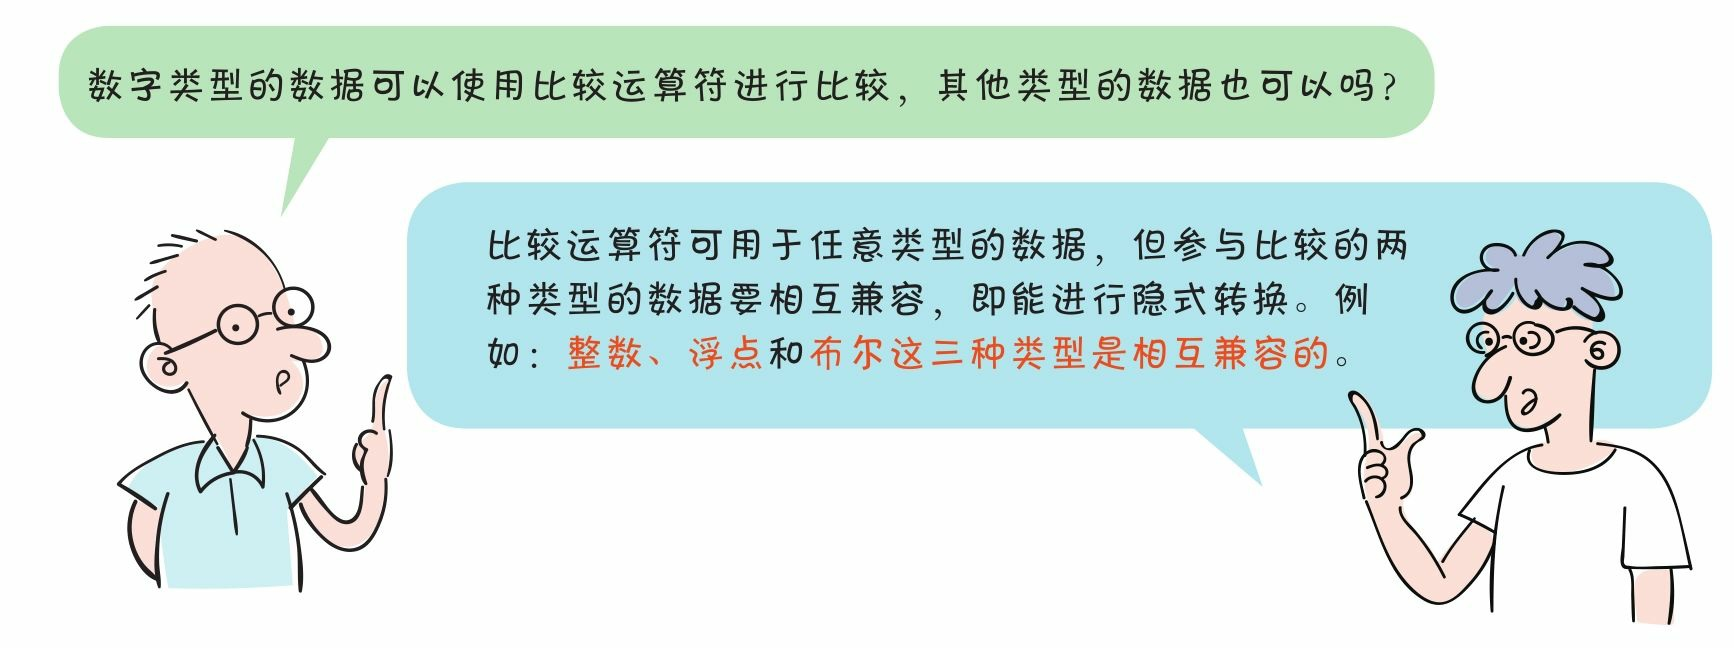 数字类型的数据可以使用比较运算符进行比较，其他类型的数据也可以吗?
比较运算符可用于任意类型的数据，但参与比较的两
种类型的数据要相互兼容，即能进行隐式转换。例
如：整数、浮点和布尔这三种类型是相互兼容的。